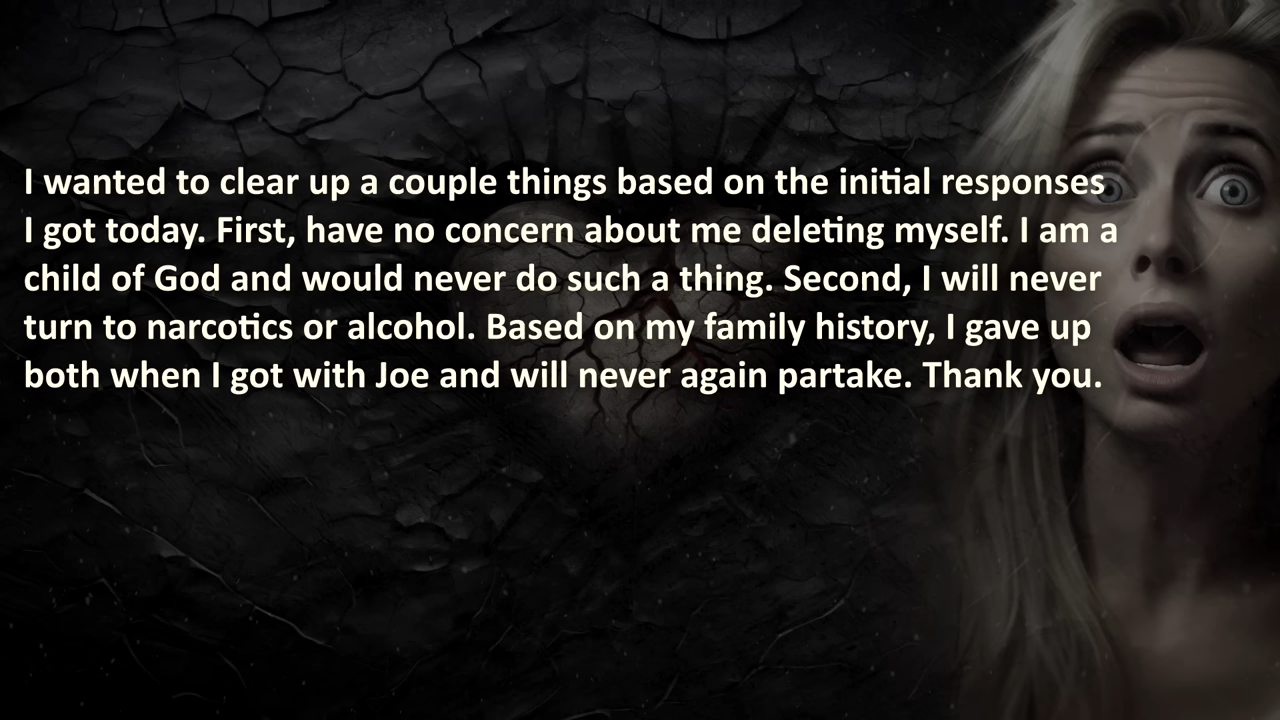 I wanted to clear up a couple things based on the initial responses
I got today. First, have no concern about me deleting myself. I am a
child of God and would never do such a thing. Second, I will never
turn to narcotics or alcohol. Based on my family history, I gave up
both when I got with Joe and will never again partake. Thank you.